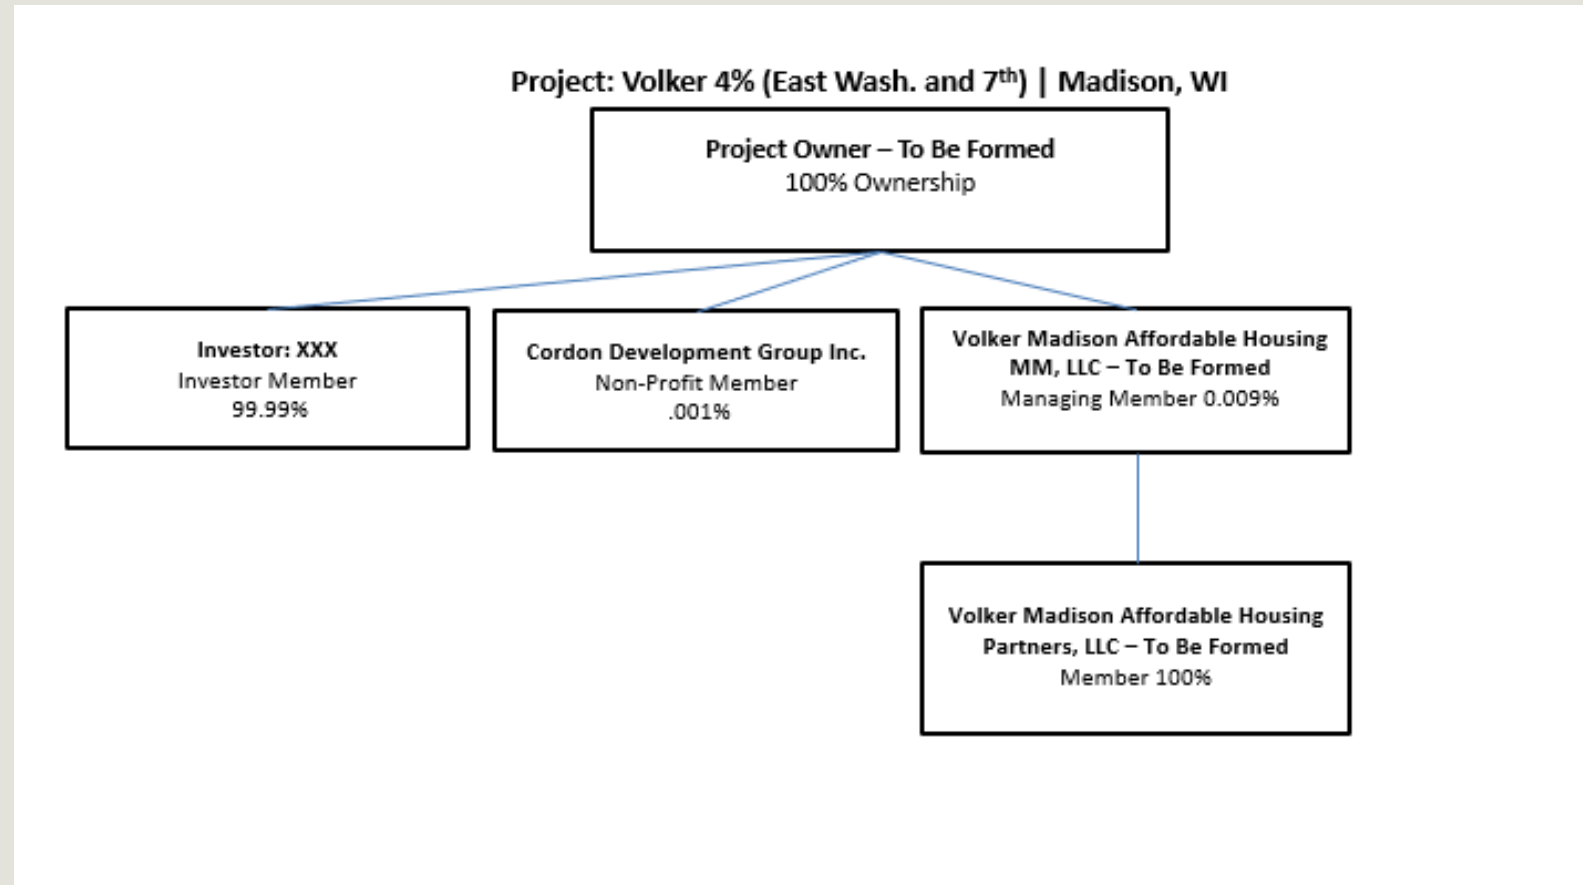 Project: Volker 4% (East Wash. and 7th) | Madison, WI
Project Owner – To Be Formed
100% Ownership
Investor: XXX
Investor Member
99.99%
Cordon Development Group Inc.
Non-Profit Member
.001%
Volker Madison Affordable Housing
MM, LLC – To Be Formed
Managing Member 0.009%
Volker Madison Affordable Housing
Partners, LLC – To Be Formed
Member 100%